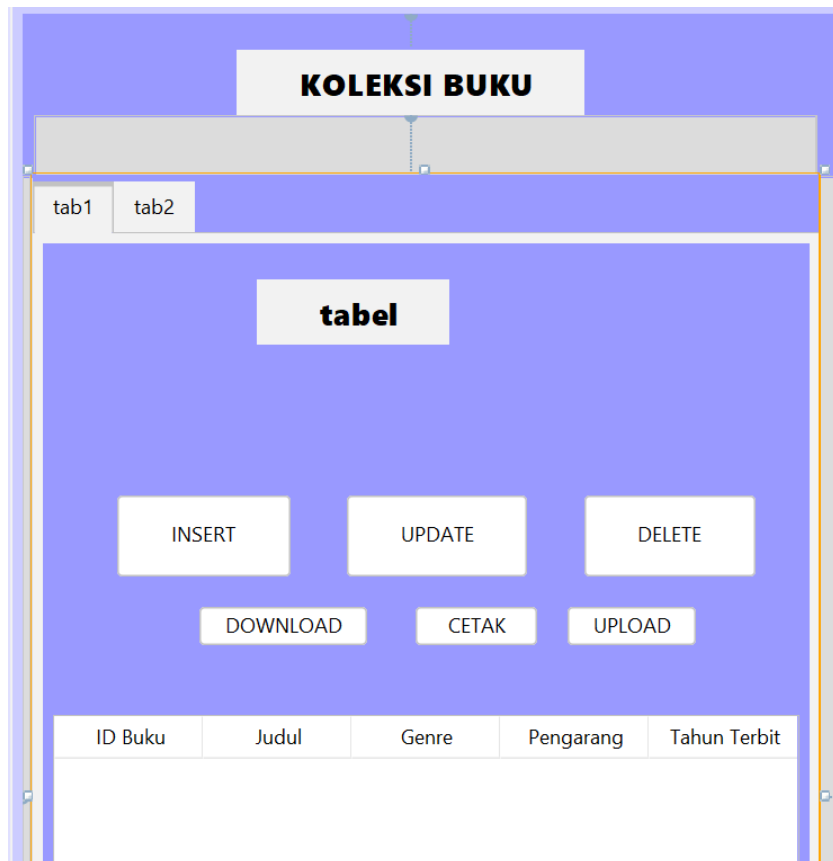 KOLEKSI BUKU
tab1 tab2
tabel
INSERT UPDATE DELETE
DOWNLOAD CETAK UPLOAD
ID Buku Judul Genre Pengarang Tahun Terbit